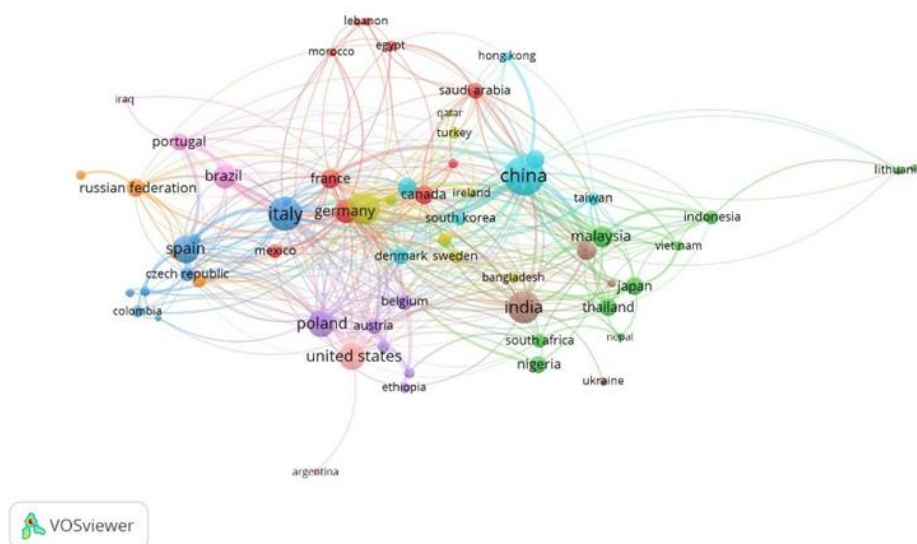 lebanon
morocco
egypt
hong kong
saudi arabia
iraq
qatar
turkey
portugal
lithuani
russian federation
brazil
france
canada
ireland
china
taiwan
italy
germany
south korea
indonesia
malaysia
viet nam
spain
mexico
denmark
sweden
czech republic
bangladesh
japan
colombia
belgium
india
thailand
poland
austria
south africa
nepal
united states
nigeria
ethiopia
ukraine
argentina
VOSviewer